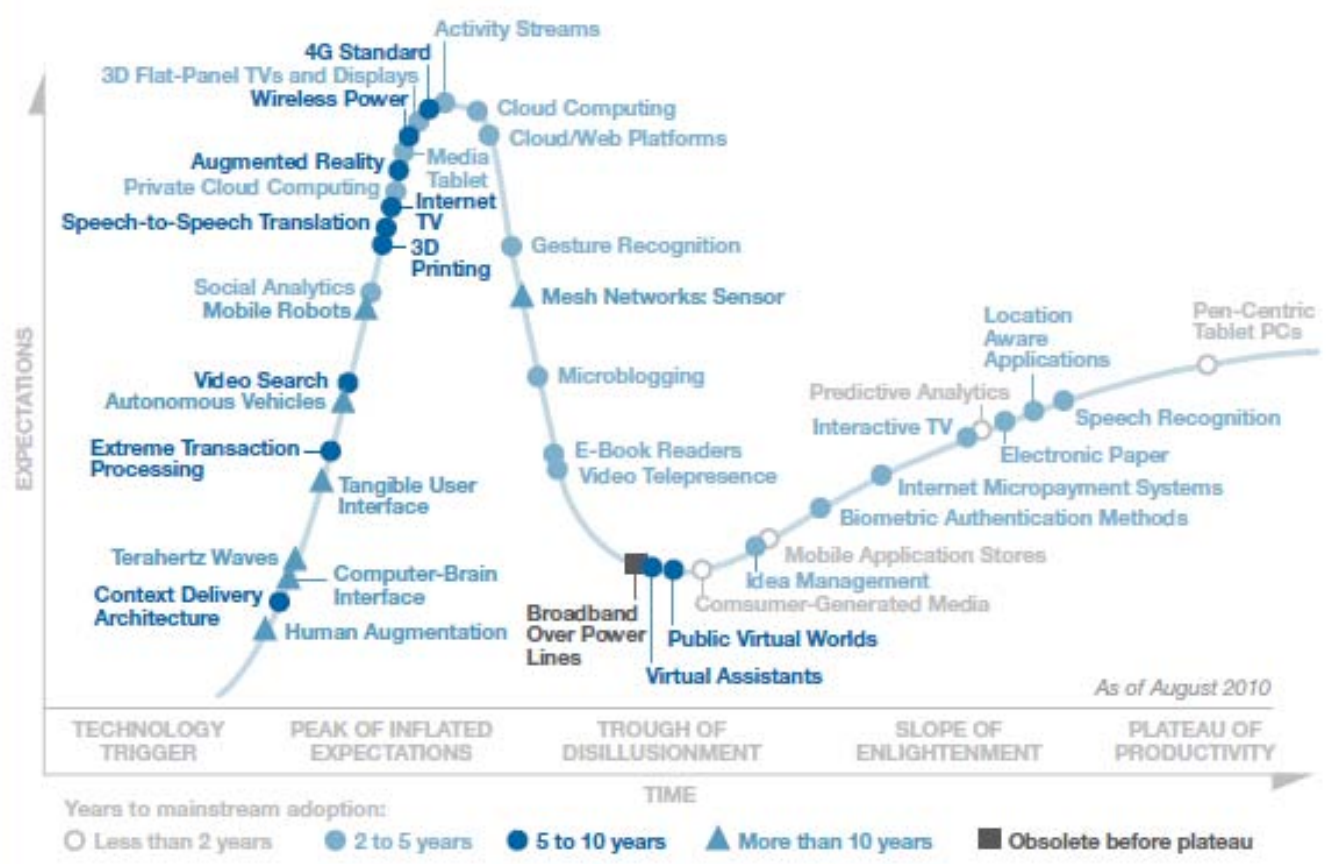 Activity Streams
4G Standard
3D Flat-Panel TVs and Displays
Wireless Power
Cloud Computing
Cloud/Web Platforms
Augmented Reality
Media
Tablet
Private Cloud Computing
Internet
TV
Speech-to-Speech Translation
3D
Printing
Gesture Recognition
Social Analytics
Mobile Robots
Mesh Networks: Sensor
Location
Aware
Applications
Pen-Centric
Tablet PCs
Video Search
Autonomous Vehicles
Microblogging
Predictive Analytics
Interactive TV
Speech Recognition
Extreme Transaction
Processing
E-Book Readers
Video Telepresence
Electronic Paper
Tangible User
Interface
Internet Micropayment Systems
Biometric Authentication Methods
Terahertz Waves
Computer-Brain
Interface
Mobile Application Stores
Idea Management
Context Delivery
Architecture
Comsumer-Generated Media
Human Augmentation
Broadband
Over Power
Lines
Public Virtual Worlds
Virtual Assistants
As of August 2010
EXPECTATIONS
TECHNOLOGY
TRIGGER
PEAK OF INFLATED
EXPECTATIONS
TROUGH OF
DISILLUSIONMENT
SLOPE OF
ENLIGHTENMENT
PLATEAU OF
PRODUCTIVITY
TIME
Years to mainstream adoption:
Less than 2 years
2 to 5 years
5 to 10 years
More than 10 years
Obsolete before plateau